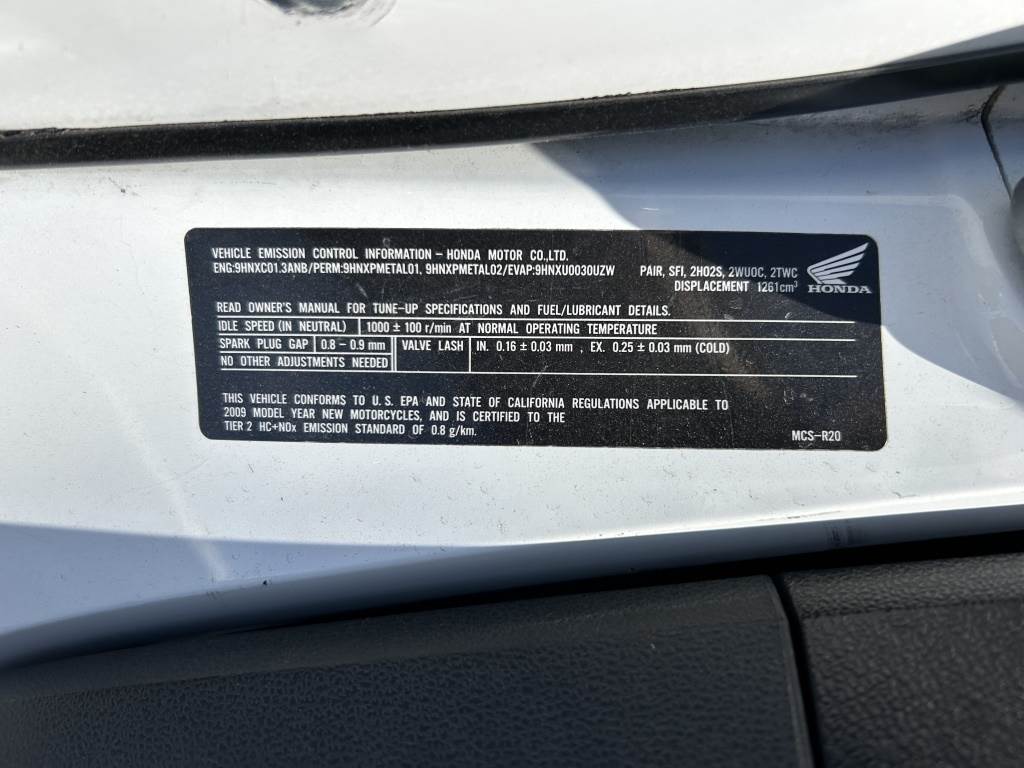 VEHICLE EMISSION CONTROL INFORMATION - HONDA MOTOR CO.,LTD.
ENG:9HNXC01.3ANB/PERM:9HNXPMETAL01, 9HNXPMETAL02/EVAP:9HNXU0030UZW
PAIR, SFI, 2HO2S, 2WUOC, 2TWC
DISPLACEMENT 1261cm³
HONDA
READ OWNER'S MANUAL FOR TUNE-UP SPECIFICATIONS AND FUEL/LUBRICANT DETAILS.
IDLE SPEED (IN NEUTRAL) 1000 ± 100 r/min AT NORMAL OPERATING TEMPERATURE
SPARK PLUG GAP 0.8 - 0.9 mm VALVE LASH IN. 0.16 ± 0.03 mm , EX. 0.25 ± 0.03 mm (COLD)
NO OTHER ADJUSTMENTS NEEDED
THIS VEHICLE CONFORMS TO U.S. EPA AND STATE OF CALIFORNIA REGULATIONS APPLICABLE TO
2009 MODEL YEAR NEW MOTORCYCLES, AND IS CERTIFIED TO THE
TIER 2 HC+NOx EMISSION STANDARD OF 0.8 g/km.
MCS-R20